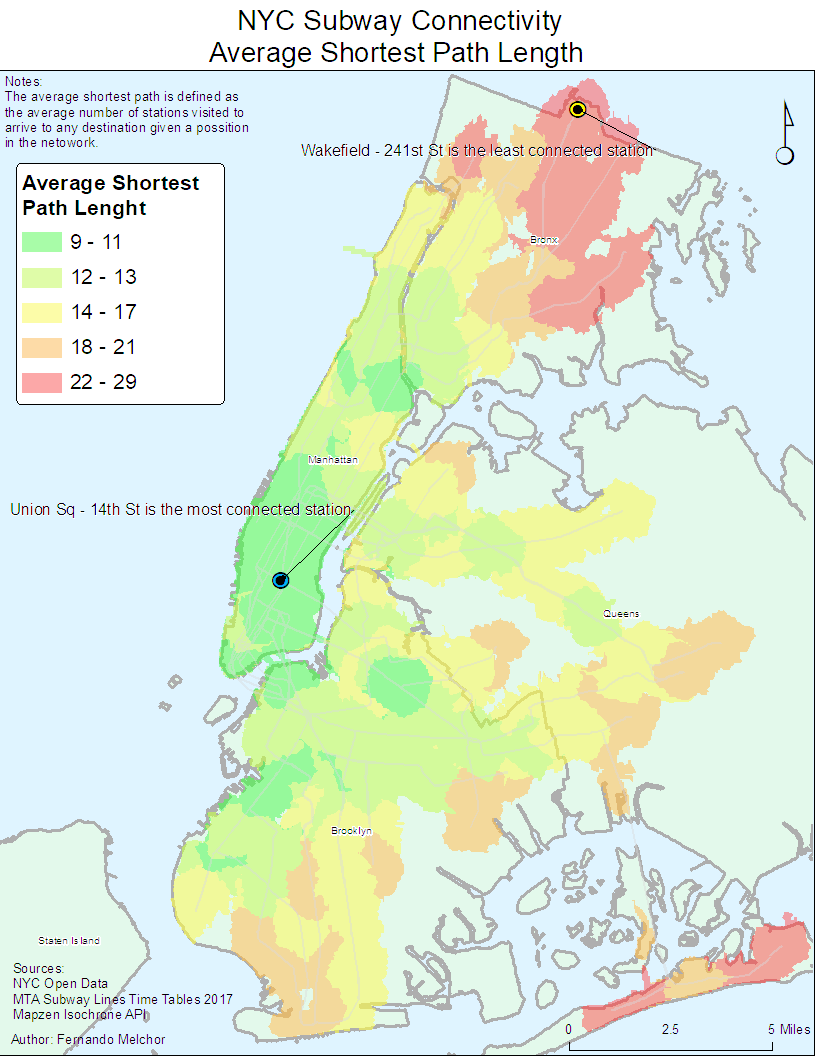 NYC Subway Connectivity
Average Shortest Path Length
Notes:
The average shortest path is defined as
the average number of stations visited to
arrive to any destination given a possition
in the netowork.
Wakefield - 241st St is the least connected station
Average Shortest
Path Lenght
9 - 11
12 - 13
14 - 17
18 - 21
22 - 29
Bronx
Manhattan
Union Sq - 14th St is the most connected station
Queens
Brooklyn
Staten Island
Sources:
NYC Open Data
MTA Subway Lines Time Tables 2017
Mapzen Isochrone API
Author: Fernando Melchor
0 2.5 5 Miles